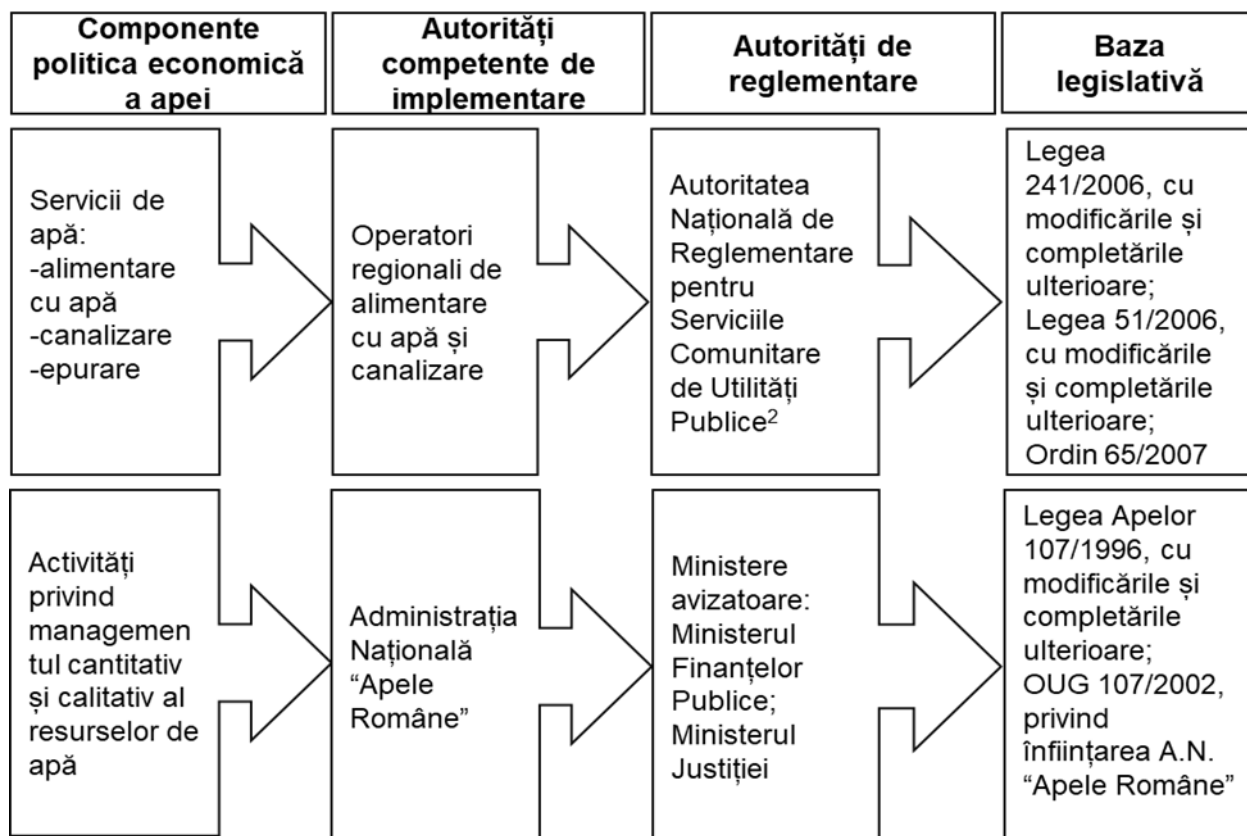 Componente
politica economică
a apei
Autorități
competente de
implementare
Autorități de
reglementare
Baza
legislativă
Servicii de
apă:
-alimentare
cu apă
-canalizare
-epurare
Operatori
regionali de
alimentare
cu apă și
canalizare
Autoritatea
Națională de
Reglementare
pentru
Serviciile
Comunitare
de Utilități
Publice²
Legea
241/2006, cu
modificările și
completările
ulterioare;
Legea 51/2006,
cu modificările
și completările
ulterioare;
Ordin 65/2007
Activități
privind
managemen
tul cantitativ
și calitativ al
resurselor de
apă
Administrația
Națională
“Apele
Române”
Ministere
avizatoare:
Ministerul
Finanțelor
Publice;
Ministerul
Justiției
Legea Apelor
107/1996, cu
modificările și
completările
ulterioare;
OUG 107/2002,
privind
înființarea A.N.
“Apele Române”